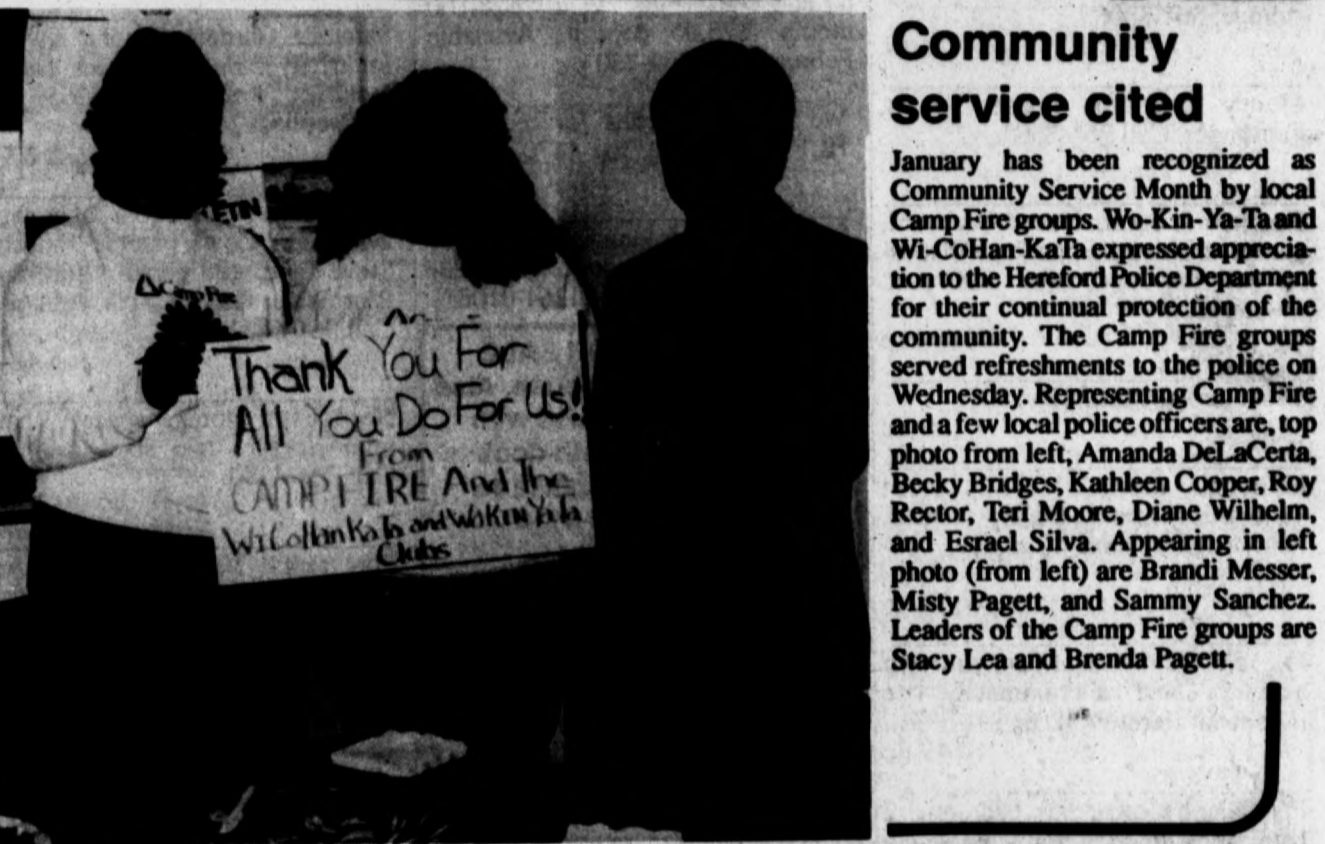 ETIN
Camp Fire
Thank You For
All You Do For Us!
From
CAMPFIRE And The
WiCoHanKaTa and WoKinYaTa
Clubs
Community
service cited
January has been recognized as
Community Service Month by local
Camp Fire groups. Wo-Kin-Ya-Ta and
Wi-CoHan-KaTa expressed apprecia-
tion to the Hereford Police Department
for their continual protection of the
community. The Camp Fire groups
served refreshments to the police on
Wednesday. Representing Camp Fire
and a few local police officers are, top
photo from left, Amanda DeLaCerta,
Becky Bridges, Kathleen Cooper, Roy
Rector, Teri Moore, Diane Wilhelm,
and Esrael Silva. Appearing in left
photo (from left) are Brandi Messer,
Misty Pagett, and Sammy Sanchez.
Leaders of the Camp Fire groups are
Stacy Lea and Brenda Pagett.